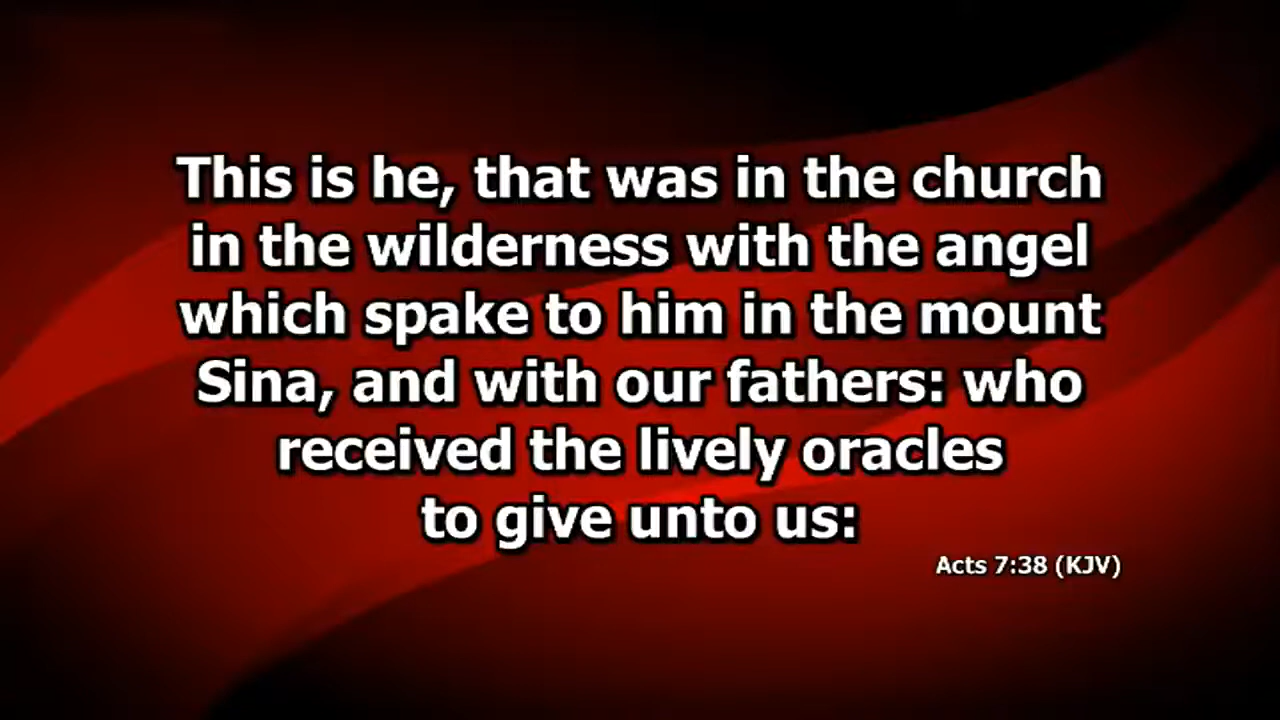 This is he, that was in the church
in the wilderness with the angel
which spake to him in the mount
Sina, and with our fathers: who
received the lively oracles
to give unto us:
Acts 7:38 (KJV)